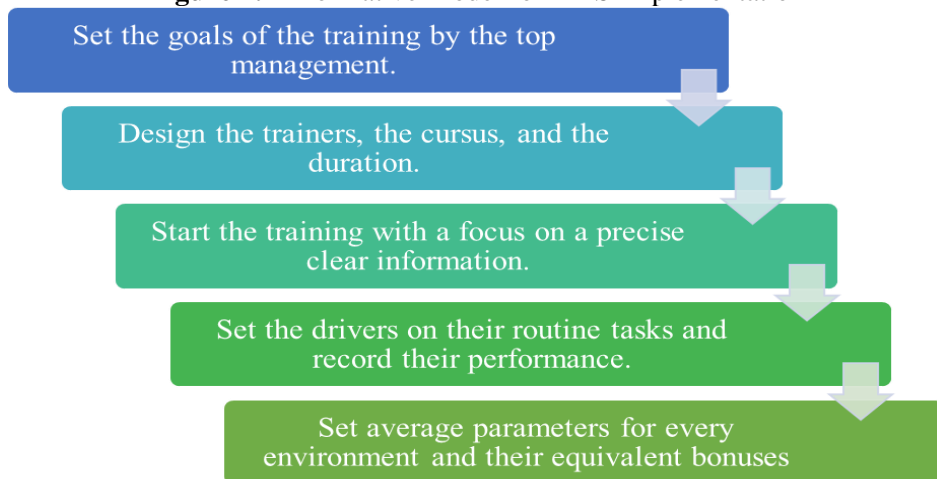 Set the goals of the training by the top
management.
Design the trainers, the cursus, and the
duration.
Start the training with a focus on a precise
clear information.
Set the drivers on their routine tasks and
record their performance.
Set average parameters for every
environment and their equivalent bonuses